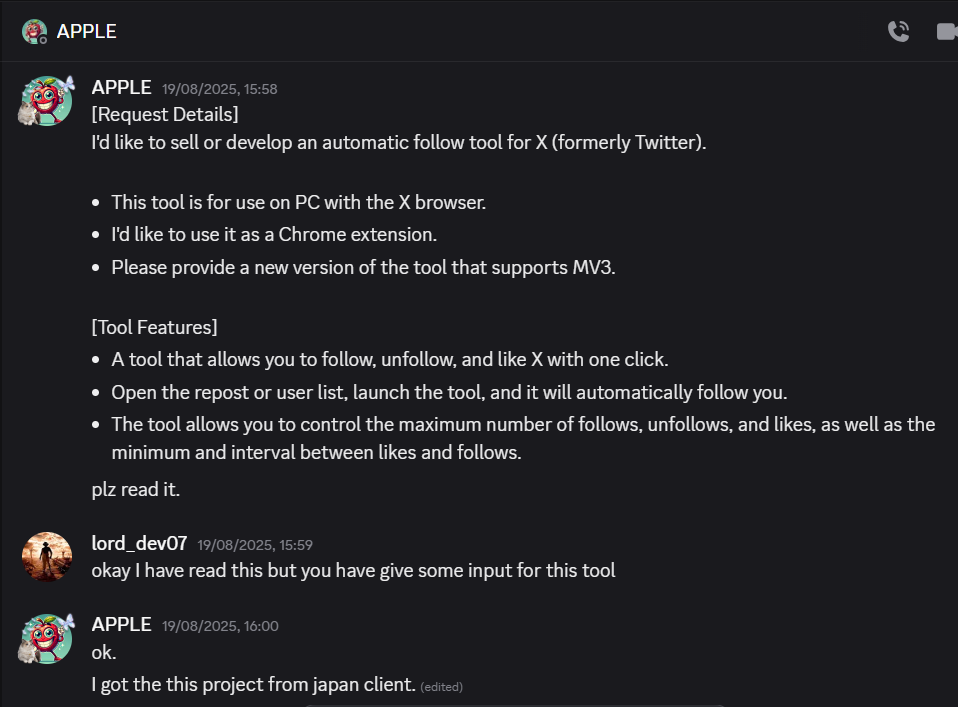 APPLE
APPLE 19/08/2025, 15:58
[Request Details]
I'd like to sell or develop an automatic follow tool for X (formerly Twitter).
This tool is for use on PC with the X browser.
I'd like to use it as a Chrome extension.
Please provide a new version of the tool that supports MV3.
[Tool Features]
A tool that allows you to follow, unfollow, and like X with one click.
Open the repost or user list, launch the tool, and it will automatically follow you.
The tool allows you to control the maximum number of follows, unfollows, and likes, as well as the
minimum and interval between likes and follows.
plz read it.
lord_dev07 19/08/2025, 15:59
okay I have read this but you have give some input for this tool
APPLE 19/08/2025, 16:00
ok.
I got the this project from japan client. (edited)